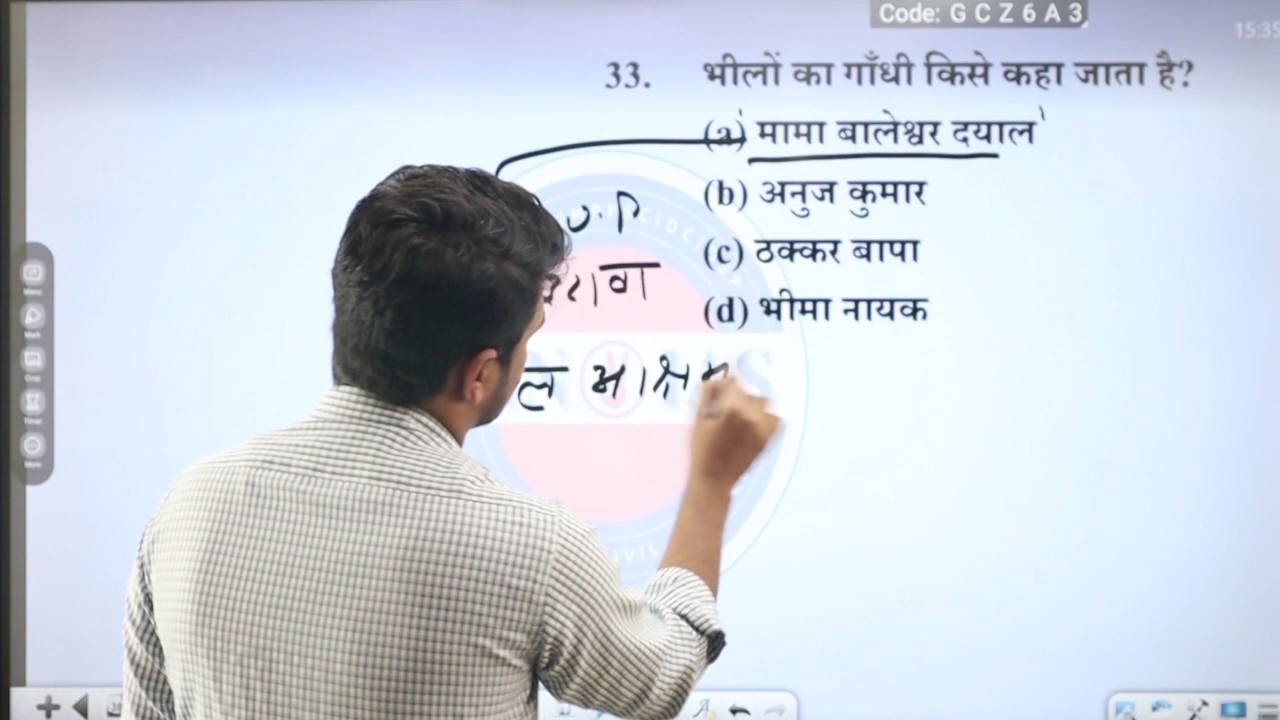 Code: G C Z 6 A 3
15:35
33. भीलों का गाँधी किसे कहा जाता है?
(a) मामा बालेश्वर दयाल
(b) अनुज कुमार
U.P
(c) ठक्कर बापा
(d) भीमा नायक